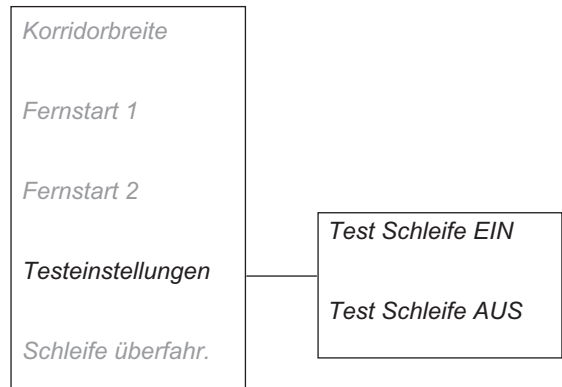 Korridorbreite
Fernstart 1
Fernstart 2
Testeinstellungen
Schleife überfahr.
Test Schleife EIN
Test Schleife AUS